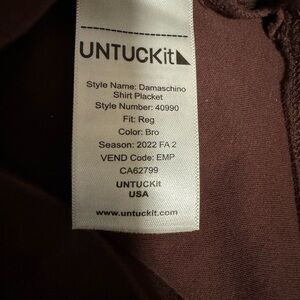 UNTUCKit
Style Name: Damaschino
Shirt Placket
Style Number: 40990
Fit: Reg
Color: Bro
Season: 2022 FA 2
VEND Code: EMP
CA62799
UNTUCKit
USA
www.untuckit.com